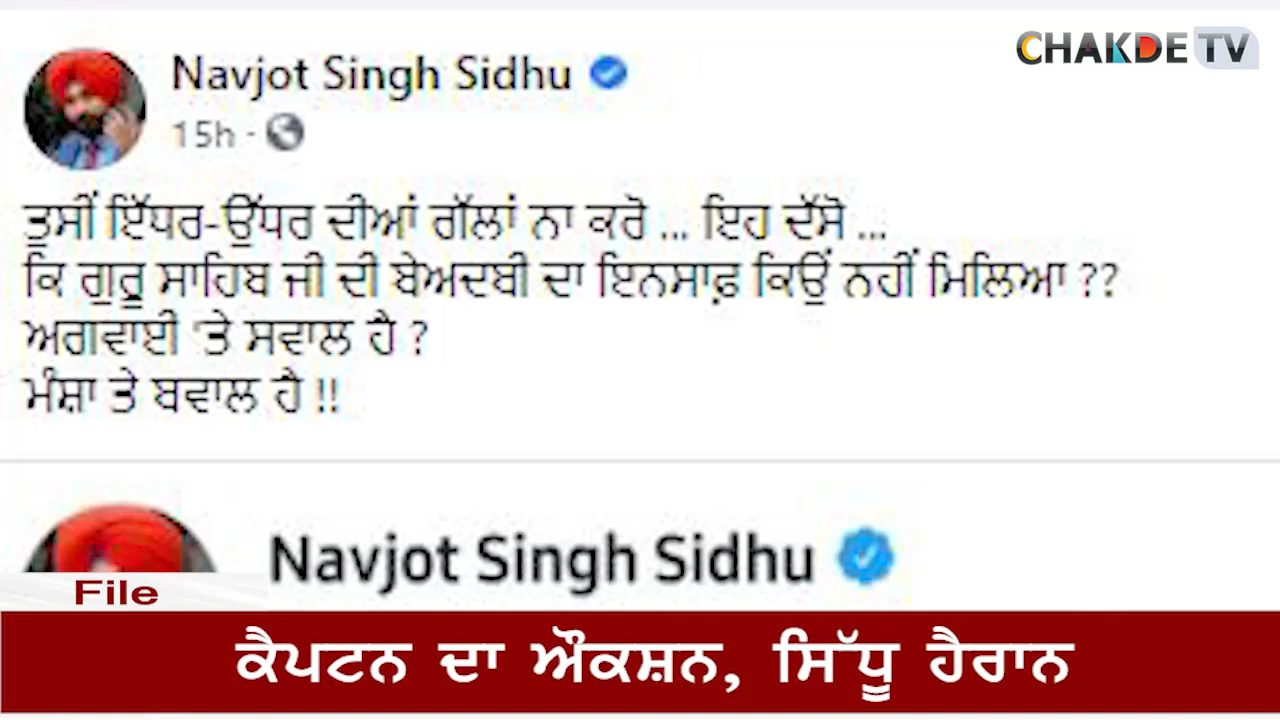 CHAKDE TV
Navjot Singh Sidhu
15h ·
ਤੁਸੀਂ ਇੱਧਰ-ਉੱਧਰ ਦੀਆਂ ਗੱਲਾਂ ਨਾ ਕਰੋ ... ਇਹ ਦੱਸੋ ...
ਕਿ ਗੁਰੂ ਸਾਹਿਬ ਜੀ ਦੀ ਬੇਅਦਬੀ ਦਾ ਇਨਸਾਫ਼ ਕਿਉਂ ਨਹੀਂ ਮਿਲਿਆ ??
ਅਗਵਾਈ 'ਤੇ ਸਵਾਲ ਹੈ ?
ਮੰਸ਼ਾ ਤੇ ਬਵਾਲ ਹੈ !!
Navjot Singh Sidhu
File
ਕੈਪਟਨ ਦਾ ਔਕਸ਼ਨ, ਸਿੱਧੂ ਹੈਰਾਨ